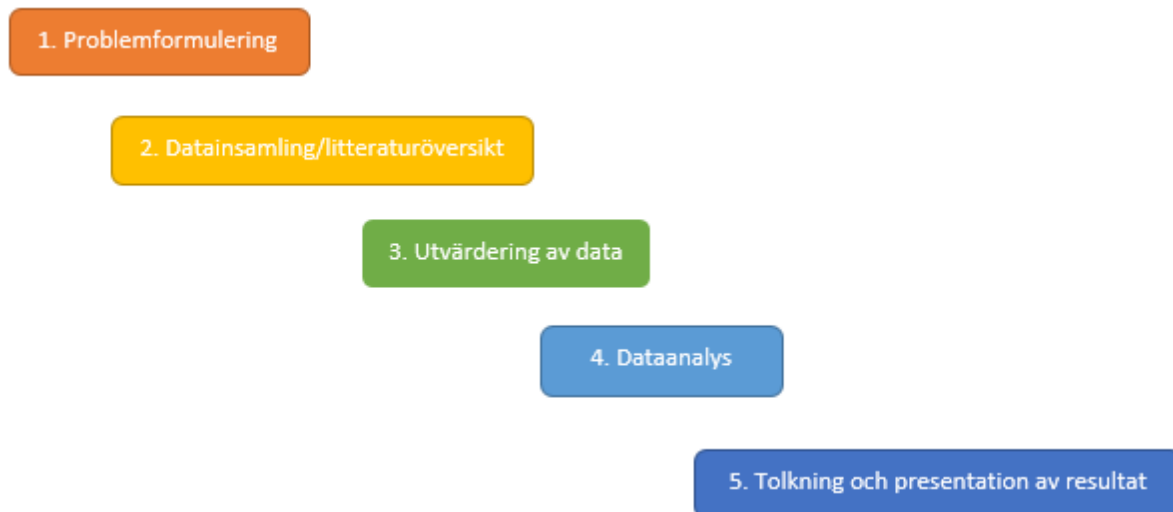 1. Problemformulering
2. Datainsamling/litteraturöversikt
3. Utvärdering av data
4. Dataanalys
5. Tolkning och presentation av resultat